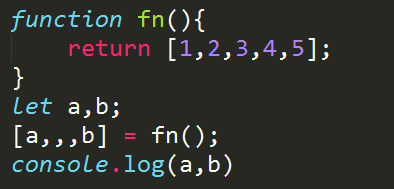 function fn(){
    return [1,2,3,4,5];
}
let a,b;
[a,,,b] = fn();
console.log(a,b)